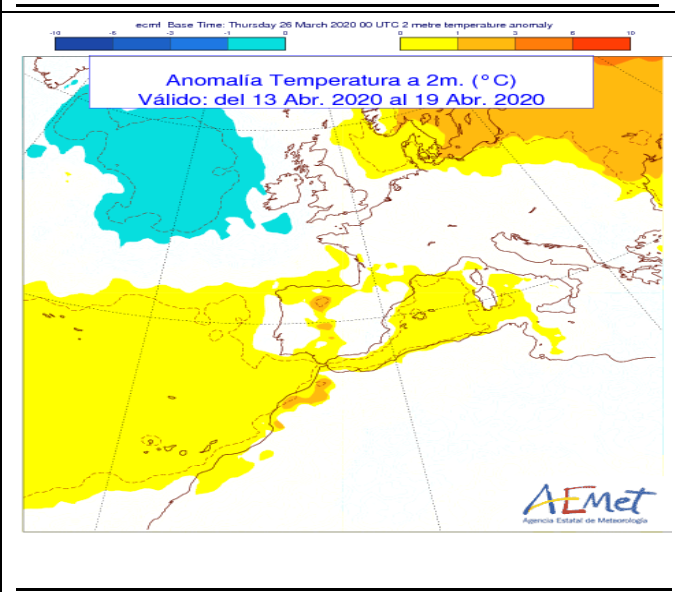 ecmf Base Time: Thursday 26 March 2020 00 UTC 2 metre temperature anomaly
-10 -3 -1 0 0 1 3 6 10
Anomalía Temperatura a 2m. (°C)
Válido: del 13 Abr. 2020 al 19 Abr. 2020
AEMet
Agencia Estatal de Meteorología